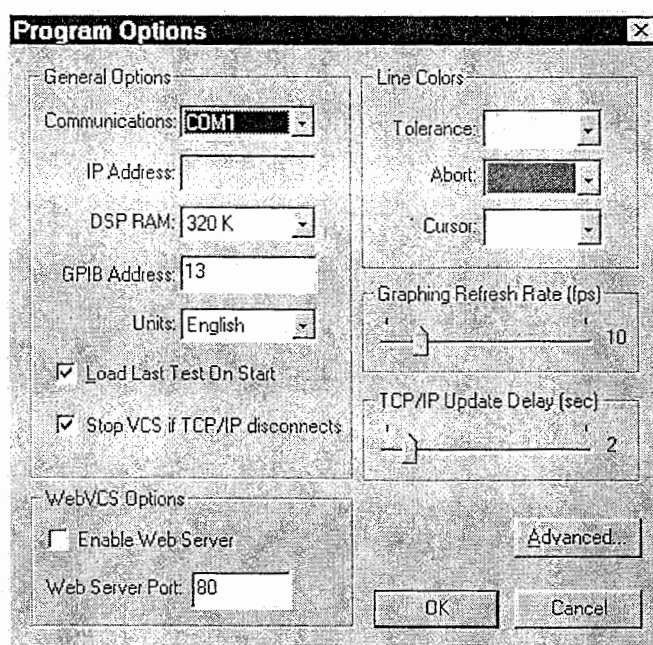 Program Options
General Options
Communications: COM1
IP Address:
DSP RAM: 320 K
GPIB Address: 13
Units: English
Load Last Test On Start
Stop VCS if TCP/IP disconnects
WebVCS Options
Enable Web Server
Web Server Port: 80
Line Colors
Tolerance:
Abort:
Cursor:
Graphing Refresh Rate (fps)
10
TCP/IP Update Delay (sec)
2
Advanced...
OK
Cancel